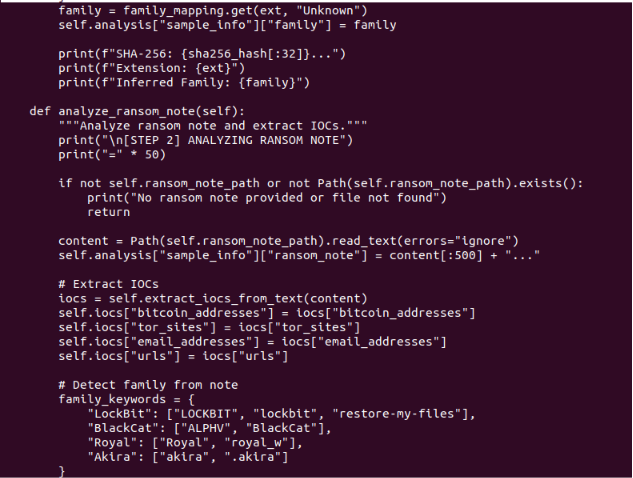 family = family_mapping.get(ext, "Unknown")
        self.analysis["sample_info"]["family"] = family

        print(f"SHA-256: {sha256_hash[:32]}...")
        print(f"Extension: {ext}")
        print(f"Inferred Family: {family}")

    def analyze_ransom_note(self):
        """Analyze ransom note and extract IOCs."""
        print("\n[STEP 2] ANALYZING RANSOM NOTE")
        print("=" * 50)

        if not self.ransom_note_path or not Path(self.ransom_note_path).exists():
            print("No ransom note provided or file not found")
            return

        content = Path(self.ransom_note_path).read_text(errors="ignore")
        self.analysis["sample_info"]["ransom_note"] = content[:500] + "..."

        # Extract IOCs
        iocs = self.extract_iocs_from_text(content)
        self.iocs["bitcoin_addresses"] = iocs["bitcoin_addresses"]
        self.iocs["tor_sites"] = iocs["tor_sites"]
        self.iocs["email_addresses"] = iocs["email_addresses"]
        self.iocs["urls"] = iocs["urls"]

        # Detect family from note
        family_keywords = {
            "LockBit": ["LOCKBIT", "lockbit", "restore-my-files"],
            "BlackCat": ["ALPHV", "BlackCat"],
            "Royal": ["Royal", "royal_w"],
            "Akira": ["akira", ".akira"]
        }